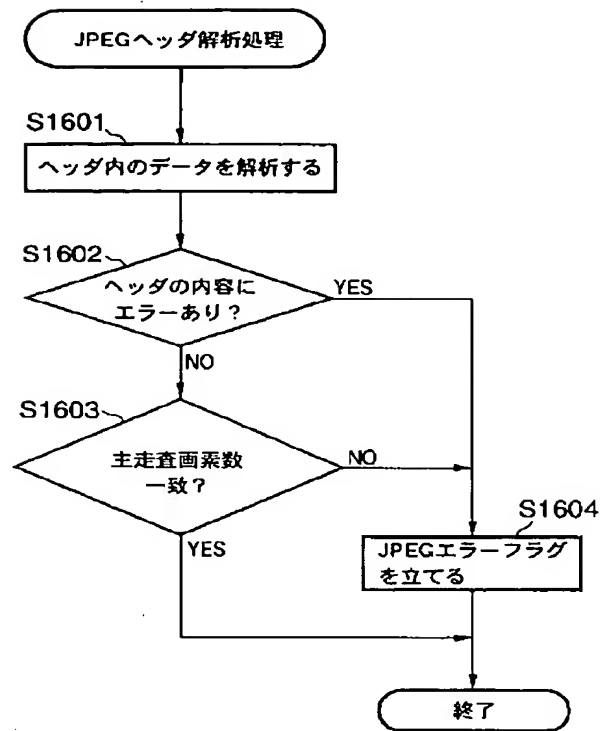 JPEGヘッダ解析処理
S1601
ヘッダ内のデータを解析する
S1602
ヘッダの内容に
エラーあり?
YES
NO
S1603
主走査画素数
一致?
NO
YES
S1604
JPEGエラーフラグ
を立てる
終了